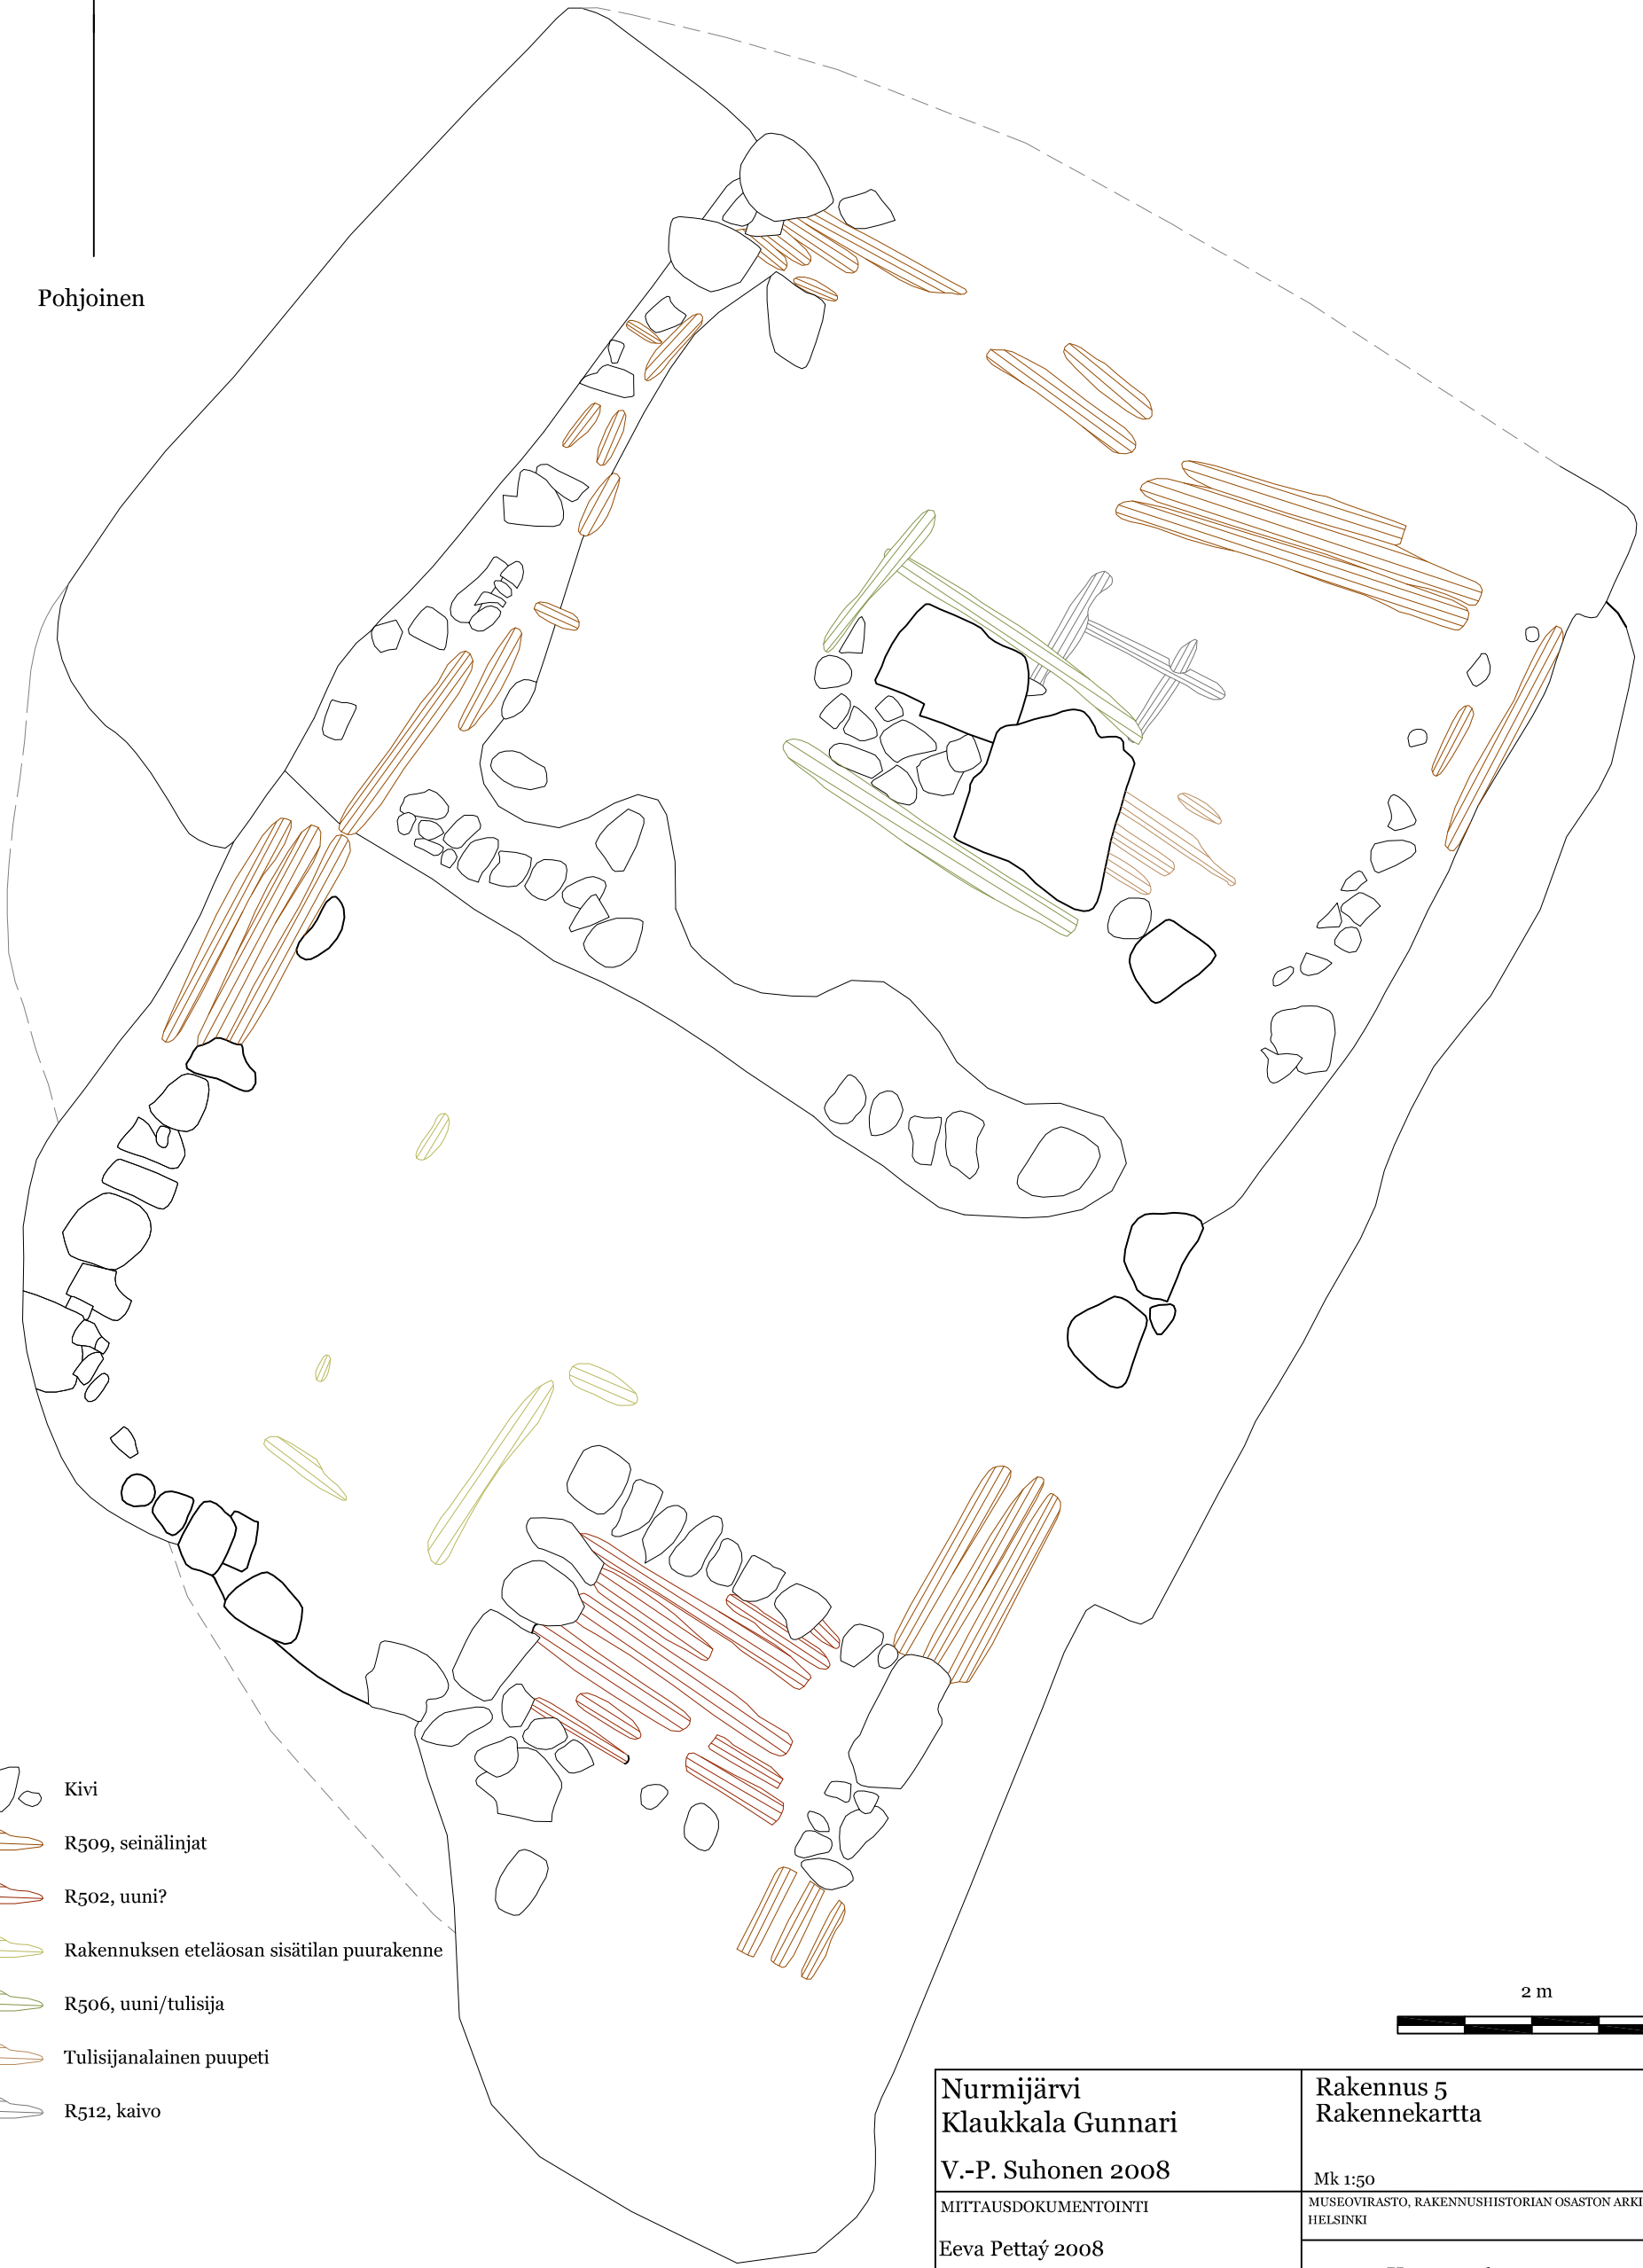 Pohjoinen
Kivi
R509, seinälinjat
R502, uuni?
Rakennuksen eteläosan sisätilan puurakenne
R506, uuni/tulisija
Tulisijanalainen puupeti
R512, kaivo
2 m
Nurmijärvi
Klaukkala Gunnari
V.-P. Suhonen 2008
MITTAUSDOKUMENTOINTI
Eeva Pettaý 2008
Rakennus 5
Rakennekartta
Mk 1:50
MUSEOVIRASTO, RAKENNUSHISTORIAN OSASTON ARKI
HELSINKI